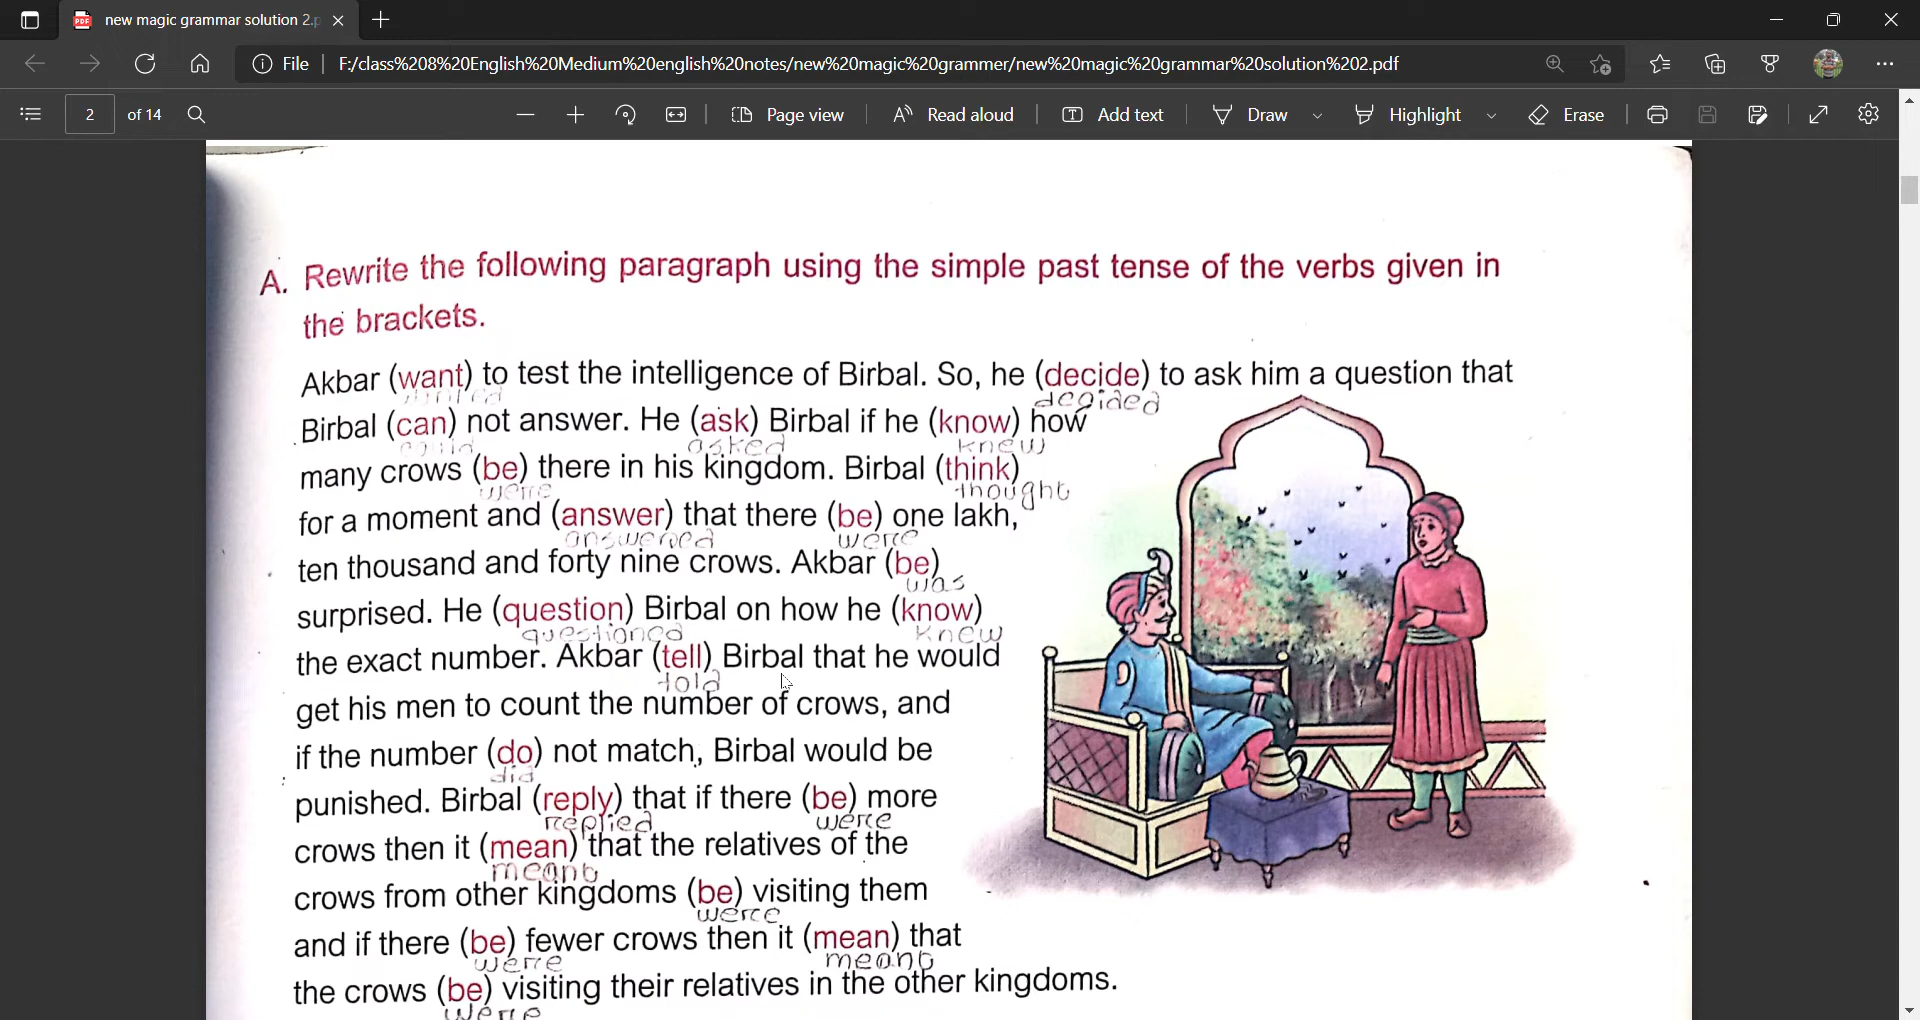 new magic grammar solution 2.p
File
F:/class%208%20English%20Medium%20english%20notes/new%20magic%20grammer/new%20magic%20grammar%20solution%202.pdf
2 of 14
Page view
Read aloud
Add text
Draw
Highlight
Erase
A. Rewrite the following paragraph using the simple past tense of the verbs given in
the brackets.
Akbar (want) to test the intelligence of Birbal. So, he (decide) to ask him a question that
wanted decided
Birbal (can) not answer. He (ask) Birbal if he (know) how
could asked knew
many crows (be) there in his kingdom. Birbal (think)
were thought
for a moment and (answer) that there (be) one lakh,
answered were
ten thousand and forty nine crows. Akbar (be)
was
surprised. He (question) Birbal on how he (know)
questioned knew
the exact number. Akbar (tell) Birbal that he would
told
get his men to count the number of crows, and
if the number (do) not match, Birbal would be
did
punished. Birbal (reply) that if there (be) more
replied were
crows then it (mean) that the relatives of the
meant
crows from other kingdoms (be) visiting them
were
and if there (be) fewer crows then it (mean) that
were meant
the crows (be) visiting their relatives in the other kingdoms.
were